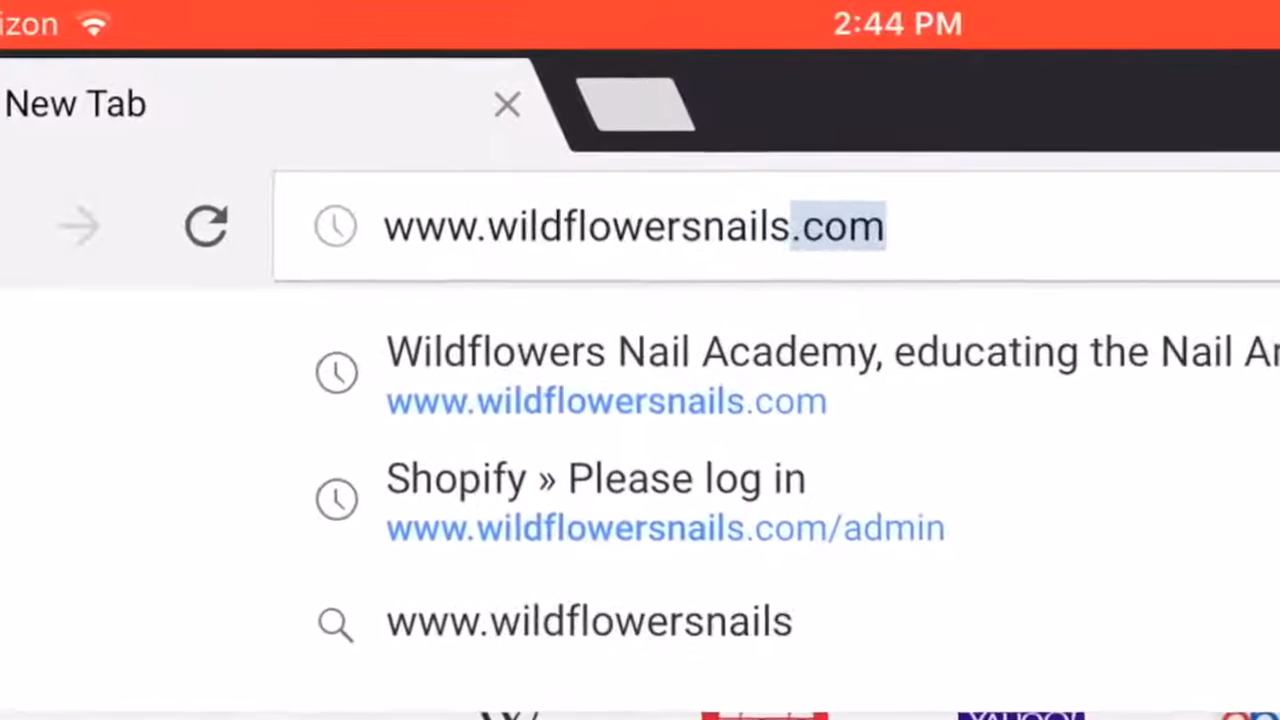 izon 2:44 PM
New Tab
www.wildflowersnails.com
Wildflowers Nail Academy, educating the Nail
www.wildflowersnails.com
Shopify » Please log in
www.wildflowersnails.com/admin
www.wildflowersnails
YAHOO!